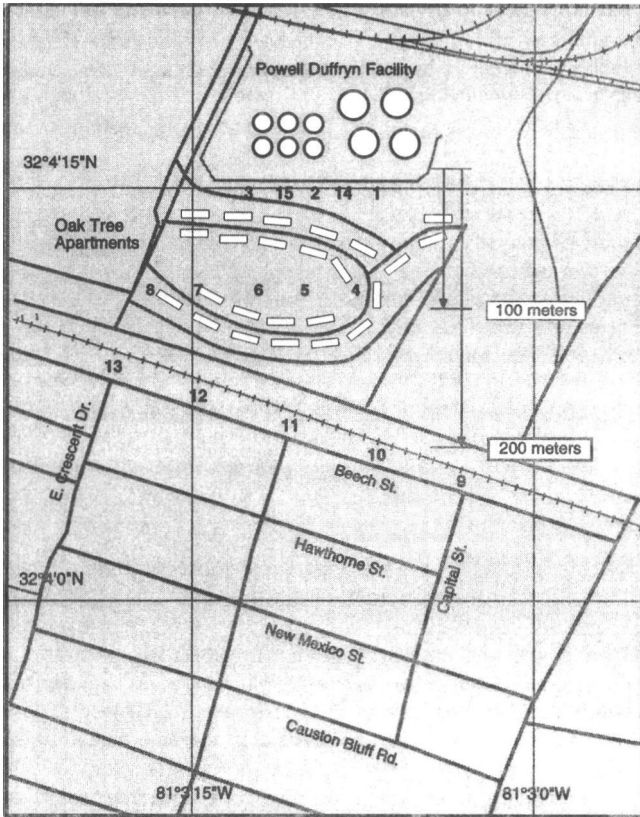 Powell Duffryn Facility
32°4'15"N
3 15 2 14 1
Oak Tree
Apartments
8 7 6 5 4
100 meters
13
12
11
10
9
200 meters
E. Crescent Dr.
Beech St.
Hawthorne St.
Capital St.
32°4'0"N
New Mexico St.
Causton Bluff Rd.
81°3'15"W
81°3'0"W